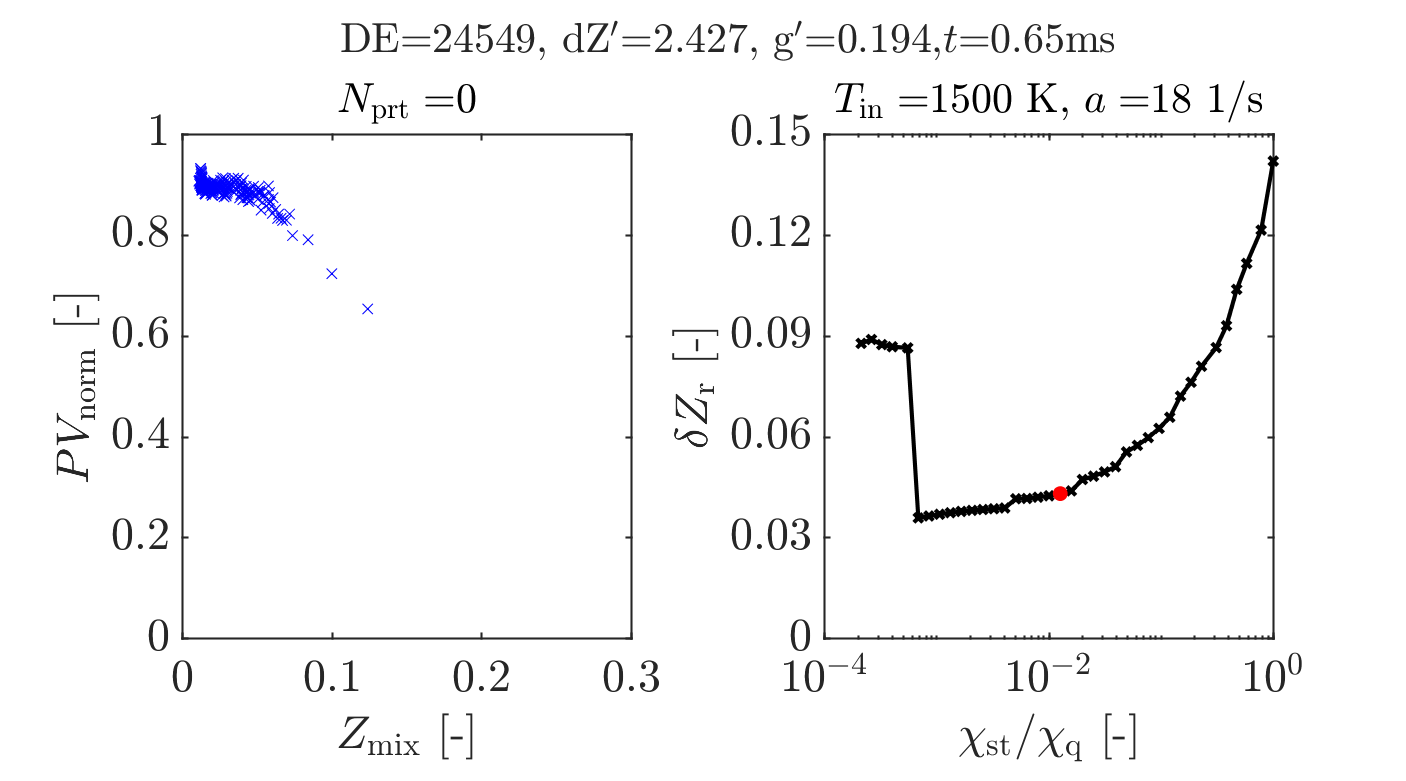 DE=24549, dZ′=2.427, g′=0.194,t=0.65ms
N_prt =0
1
0.8
0.6
0.4
0.2
0
0 0.1 0.2 0.3
PV_norm [-]
Z_mix [-]
T_in =1500 K, a =18 1/s
0.15
0.12
0.09
0.06
0.03
0
10^−4 10^−2 10^0
δZ_r [-]
χ_st/χ_q [-]